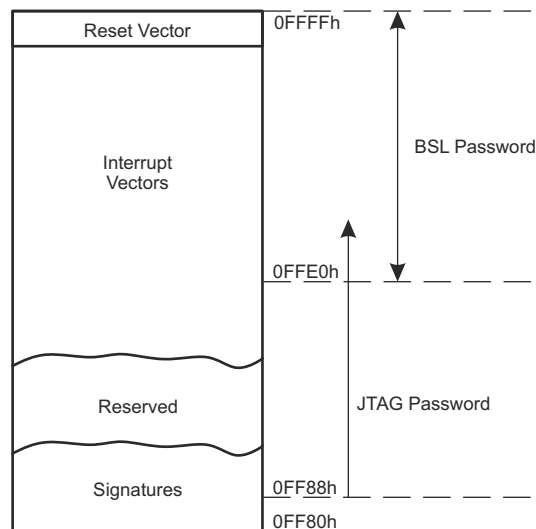 Reset Vector
0FFFFh
BSL Password
Interrupt
Vectors
0FFE0h
Reserved
JTAG Password
Signatures
0FF88h
0FF80h